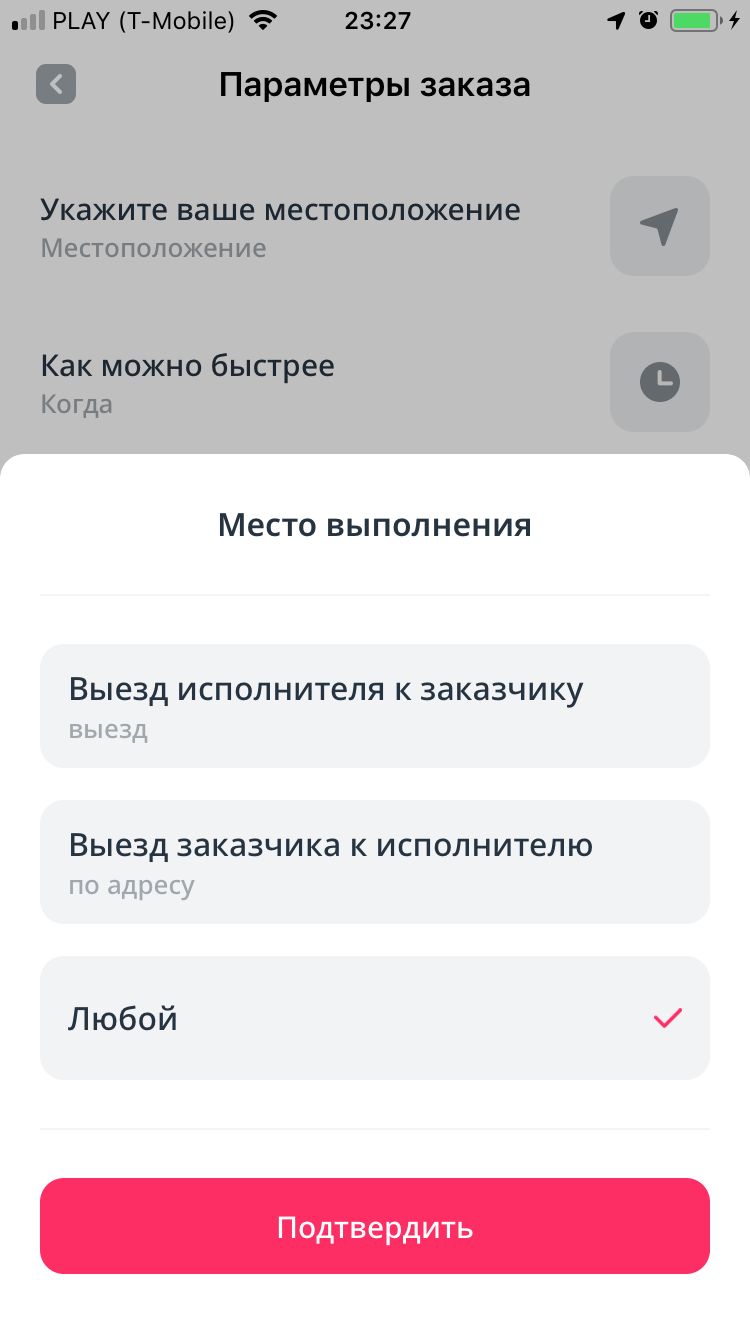 PLAY (T-Mobile) 23:27
Параметры заказа
Укажите ваше местоположение
Местоположение
Как можно быстрее
Когда
Место выполнения
Выезд исполнителя к заказчику
выезд
Выезд заказчика к исполнителю
по адресу
Любой
Подтвердить